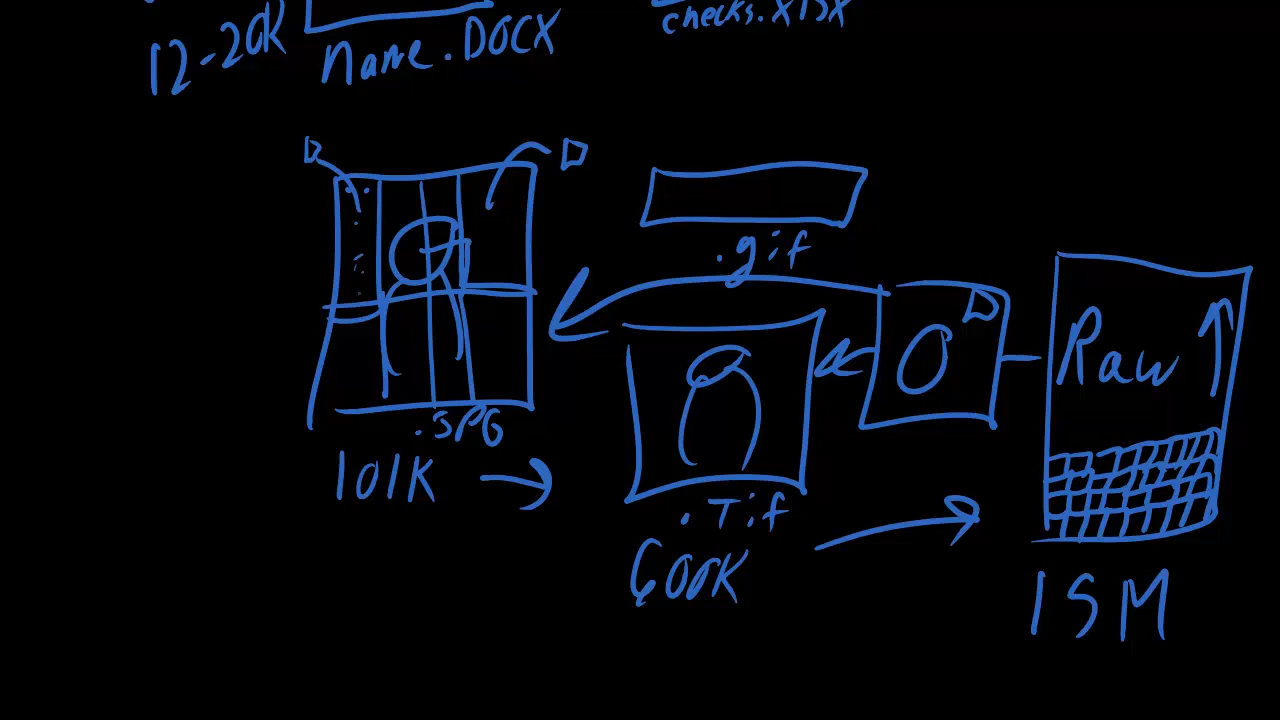 12-20K
name.DOCX
checks.XlSX
D
D
.gif
D
Raw
.JPG
101K
.Tif
600K
15M